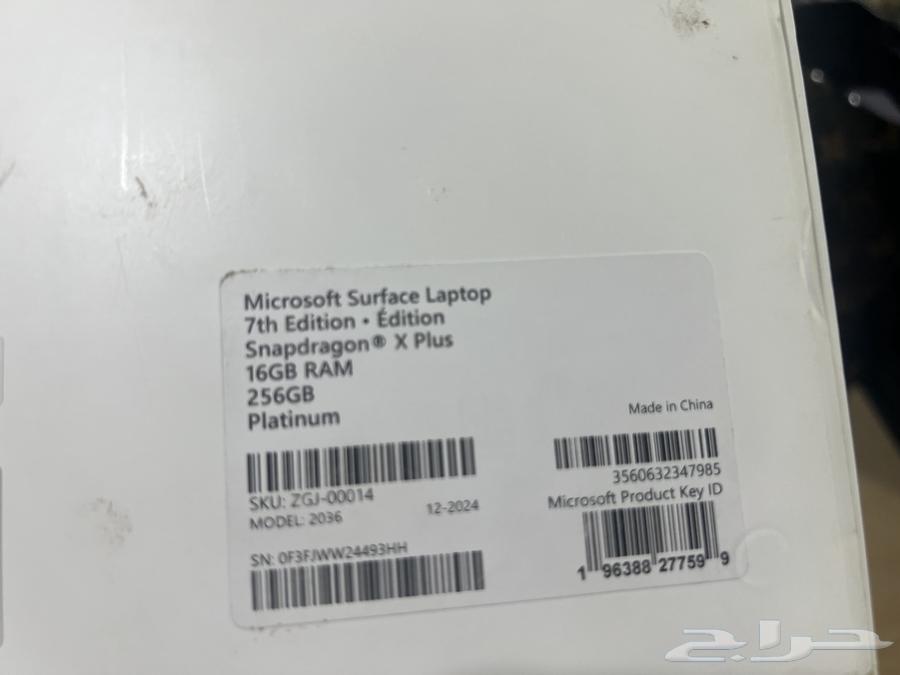 Microsoft Surface Laptop
7th Edition • Édition
Snapdragon® X Plus
16GB RAM
256GB
Platinum
Made in China
3560632347985
Microsoft Product Key ID
SKU: ZGJ-00014
MODEL: 2036
12-2024
SN: 0F3FJWW24493HH
1 96388 27759 9
حراج